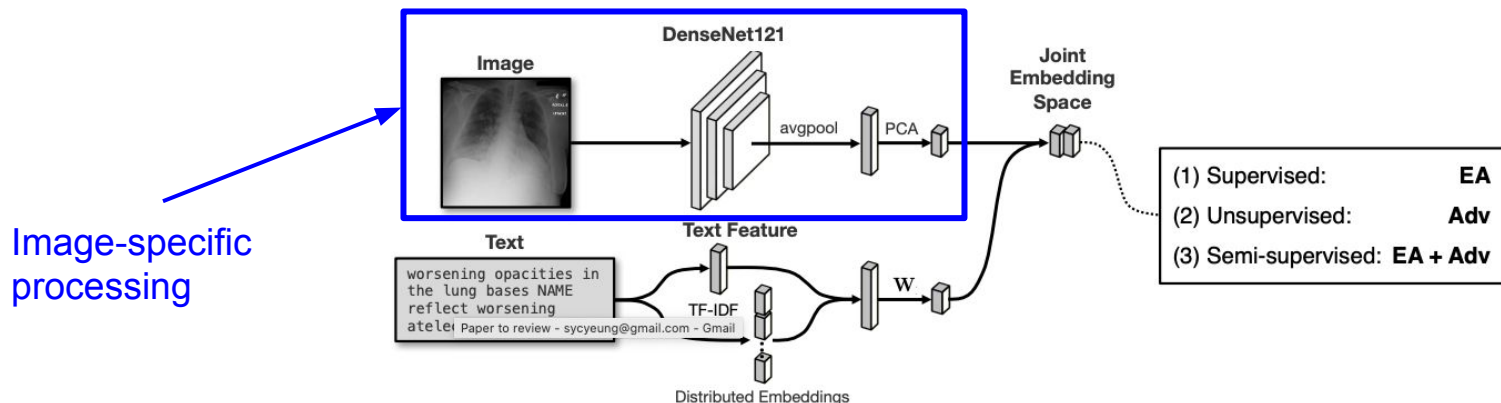 DenseNet121
Image
Joint
Embedding
Space
avgpool
PCA
(1) Supervised: EA
(2) Unsupervised: Adv
(3) Semi-supervised: EA + Adv
Image-specific
processing
Text
Text Feature
worsening opacities in
the lung bases NAME
reflect worsening
atele
TF-IDF
W
Paper to review - sycyeung@gmail.com - Gmail
Distributed Embeddings